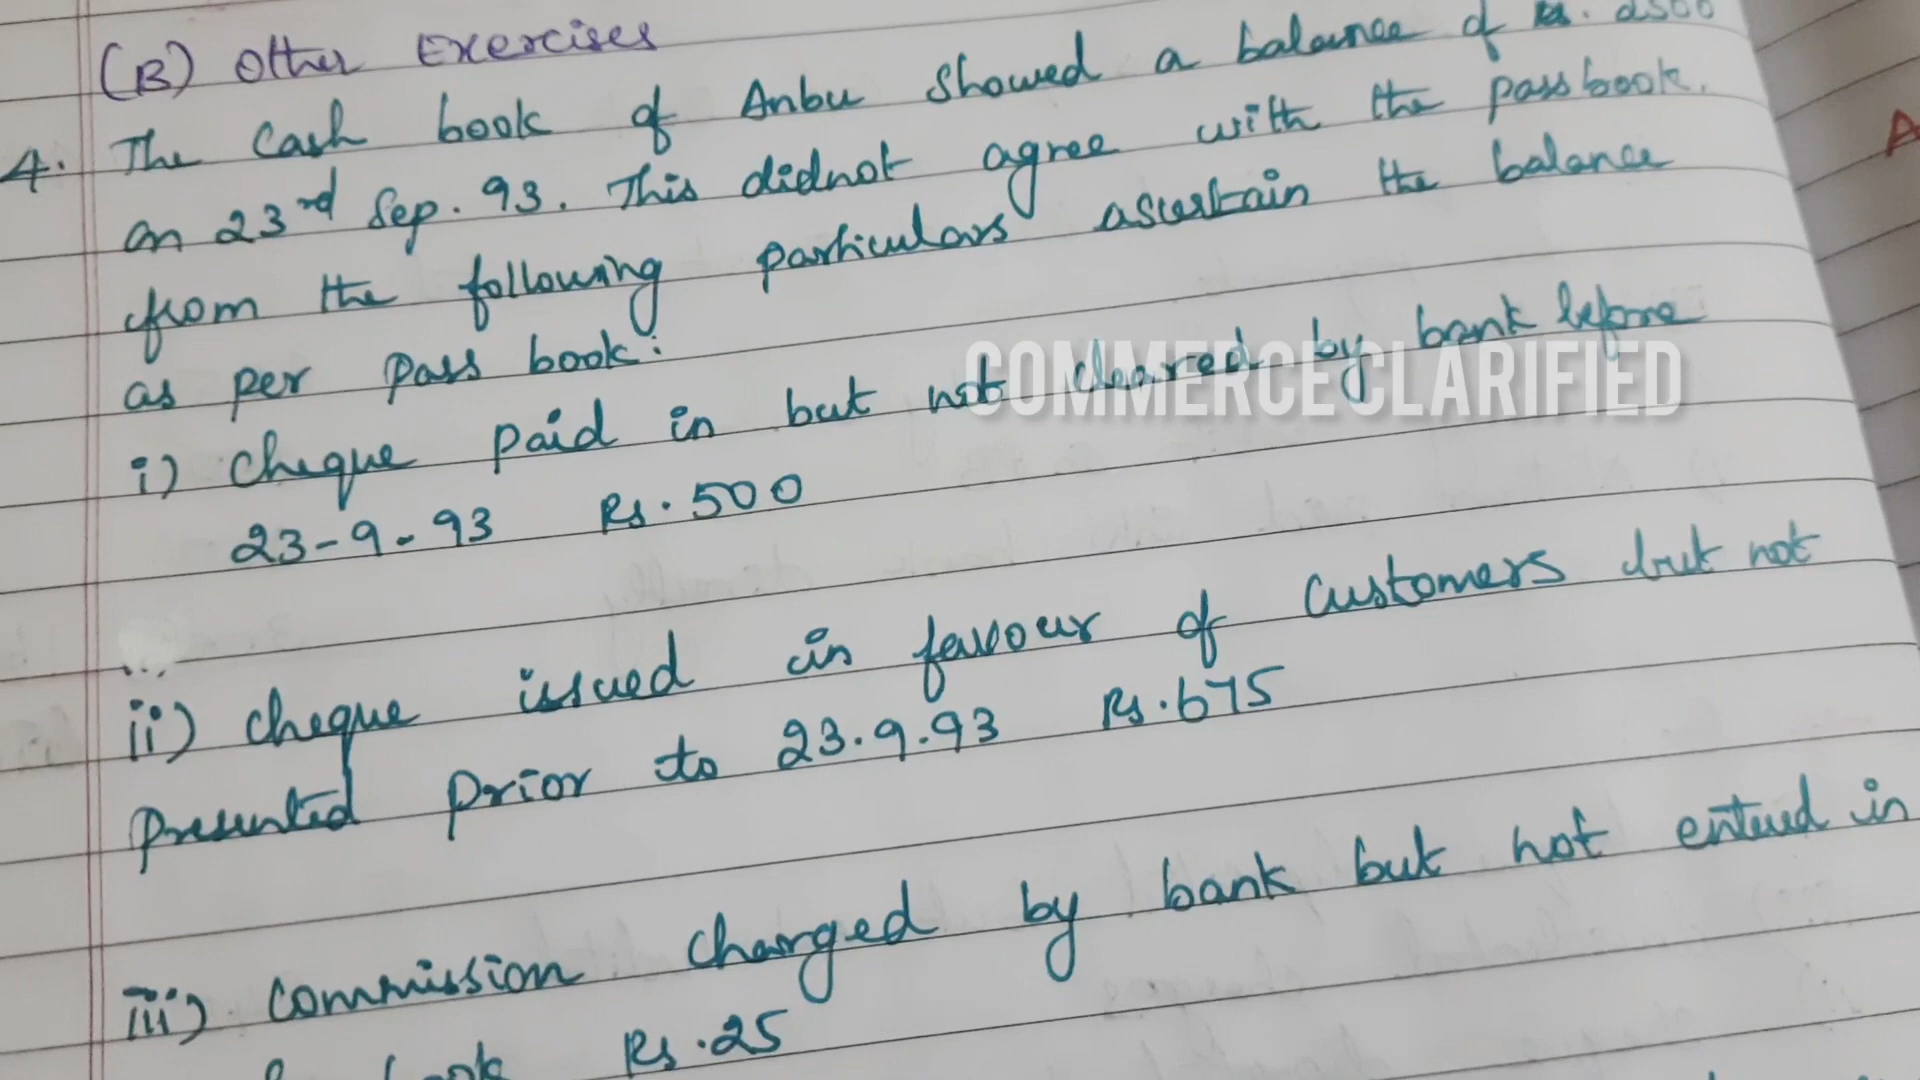 (B) Other Exercises
4. The Cash book of Anbu Showed a balance of Rs. 2500
on 23rd Sep. 93. This didnot agree with the passbook.
from the following particulars ascertain the balance
as per pass book:
i) Cheque paid in but not cleared by bank before
COMMERCE CLARIFIED
23-9-93 Rs. 500
ii) Cheque issued in favour of Customers but not
presented prior to 23.9.93 Rs. 675
iii) Commission charged by bank but not entered in
book Rs. 25